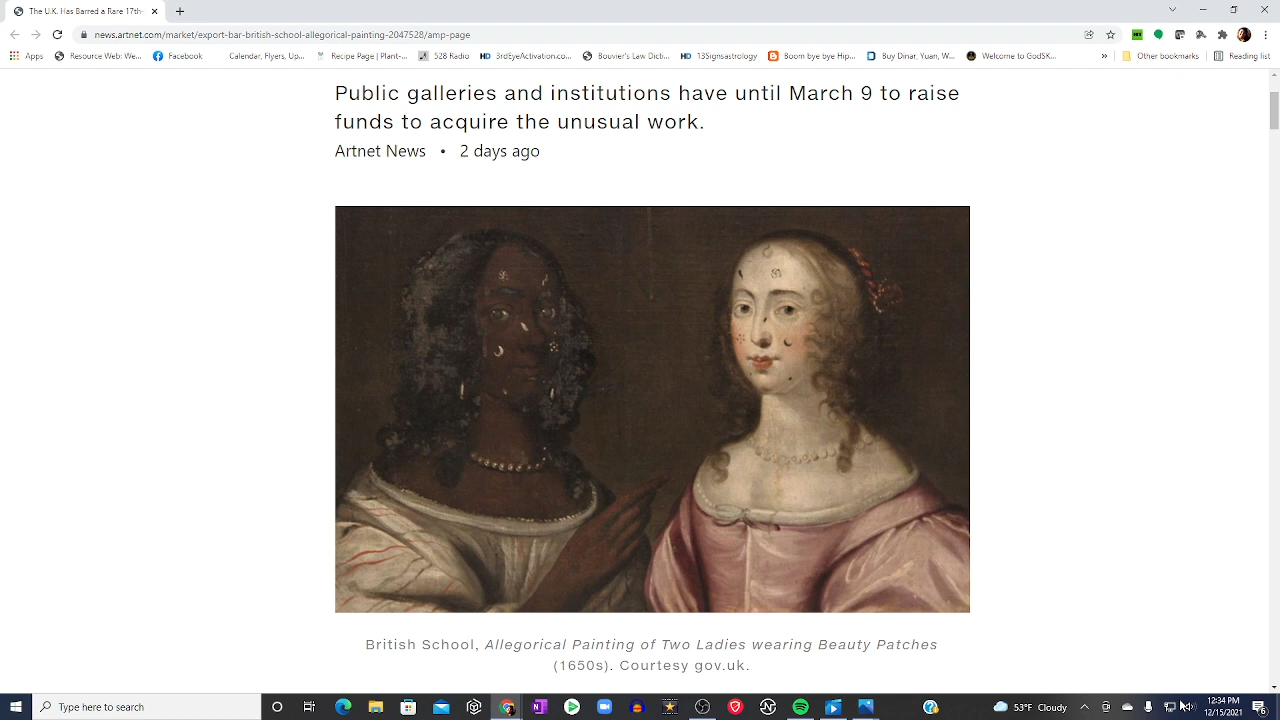 The U.K. Has Barred a Rare 17th-
news.artnet.com/market/export-bar-british-school-allegorical-painting-2047528/amp-page
Apps
Resource Web: We...
Facebook
Calendar, Flyers, Up...
Recipe Page | Plant-...
528 Radio
HD 3rdEyeActivation.co...
Bouvier's Law Dicti...
HD 13Signsastrology
Boom bye bye Hip...
Buy Dinar, Yuan, W...
Welcome to GodSK...
»
Other bookmarks
Reading list
Public galleries and institutions have until March 9 to raise
funds to acquire the unusual work.
Artnet News • 2 days ago
British School, Allegorical Painting of Two Ladies wearing Beauty Patches
(1650s). Courtesy gov.uk.
Type here to search
53°F Cloudy
12:34 PM
12/15/2021